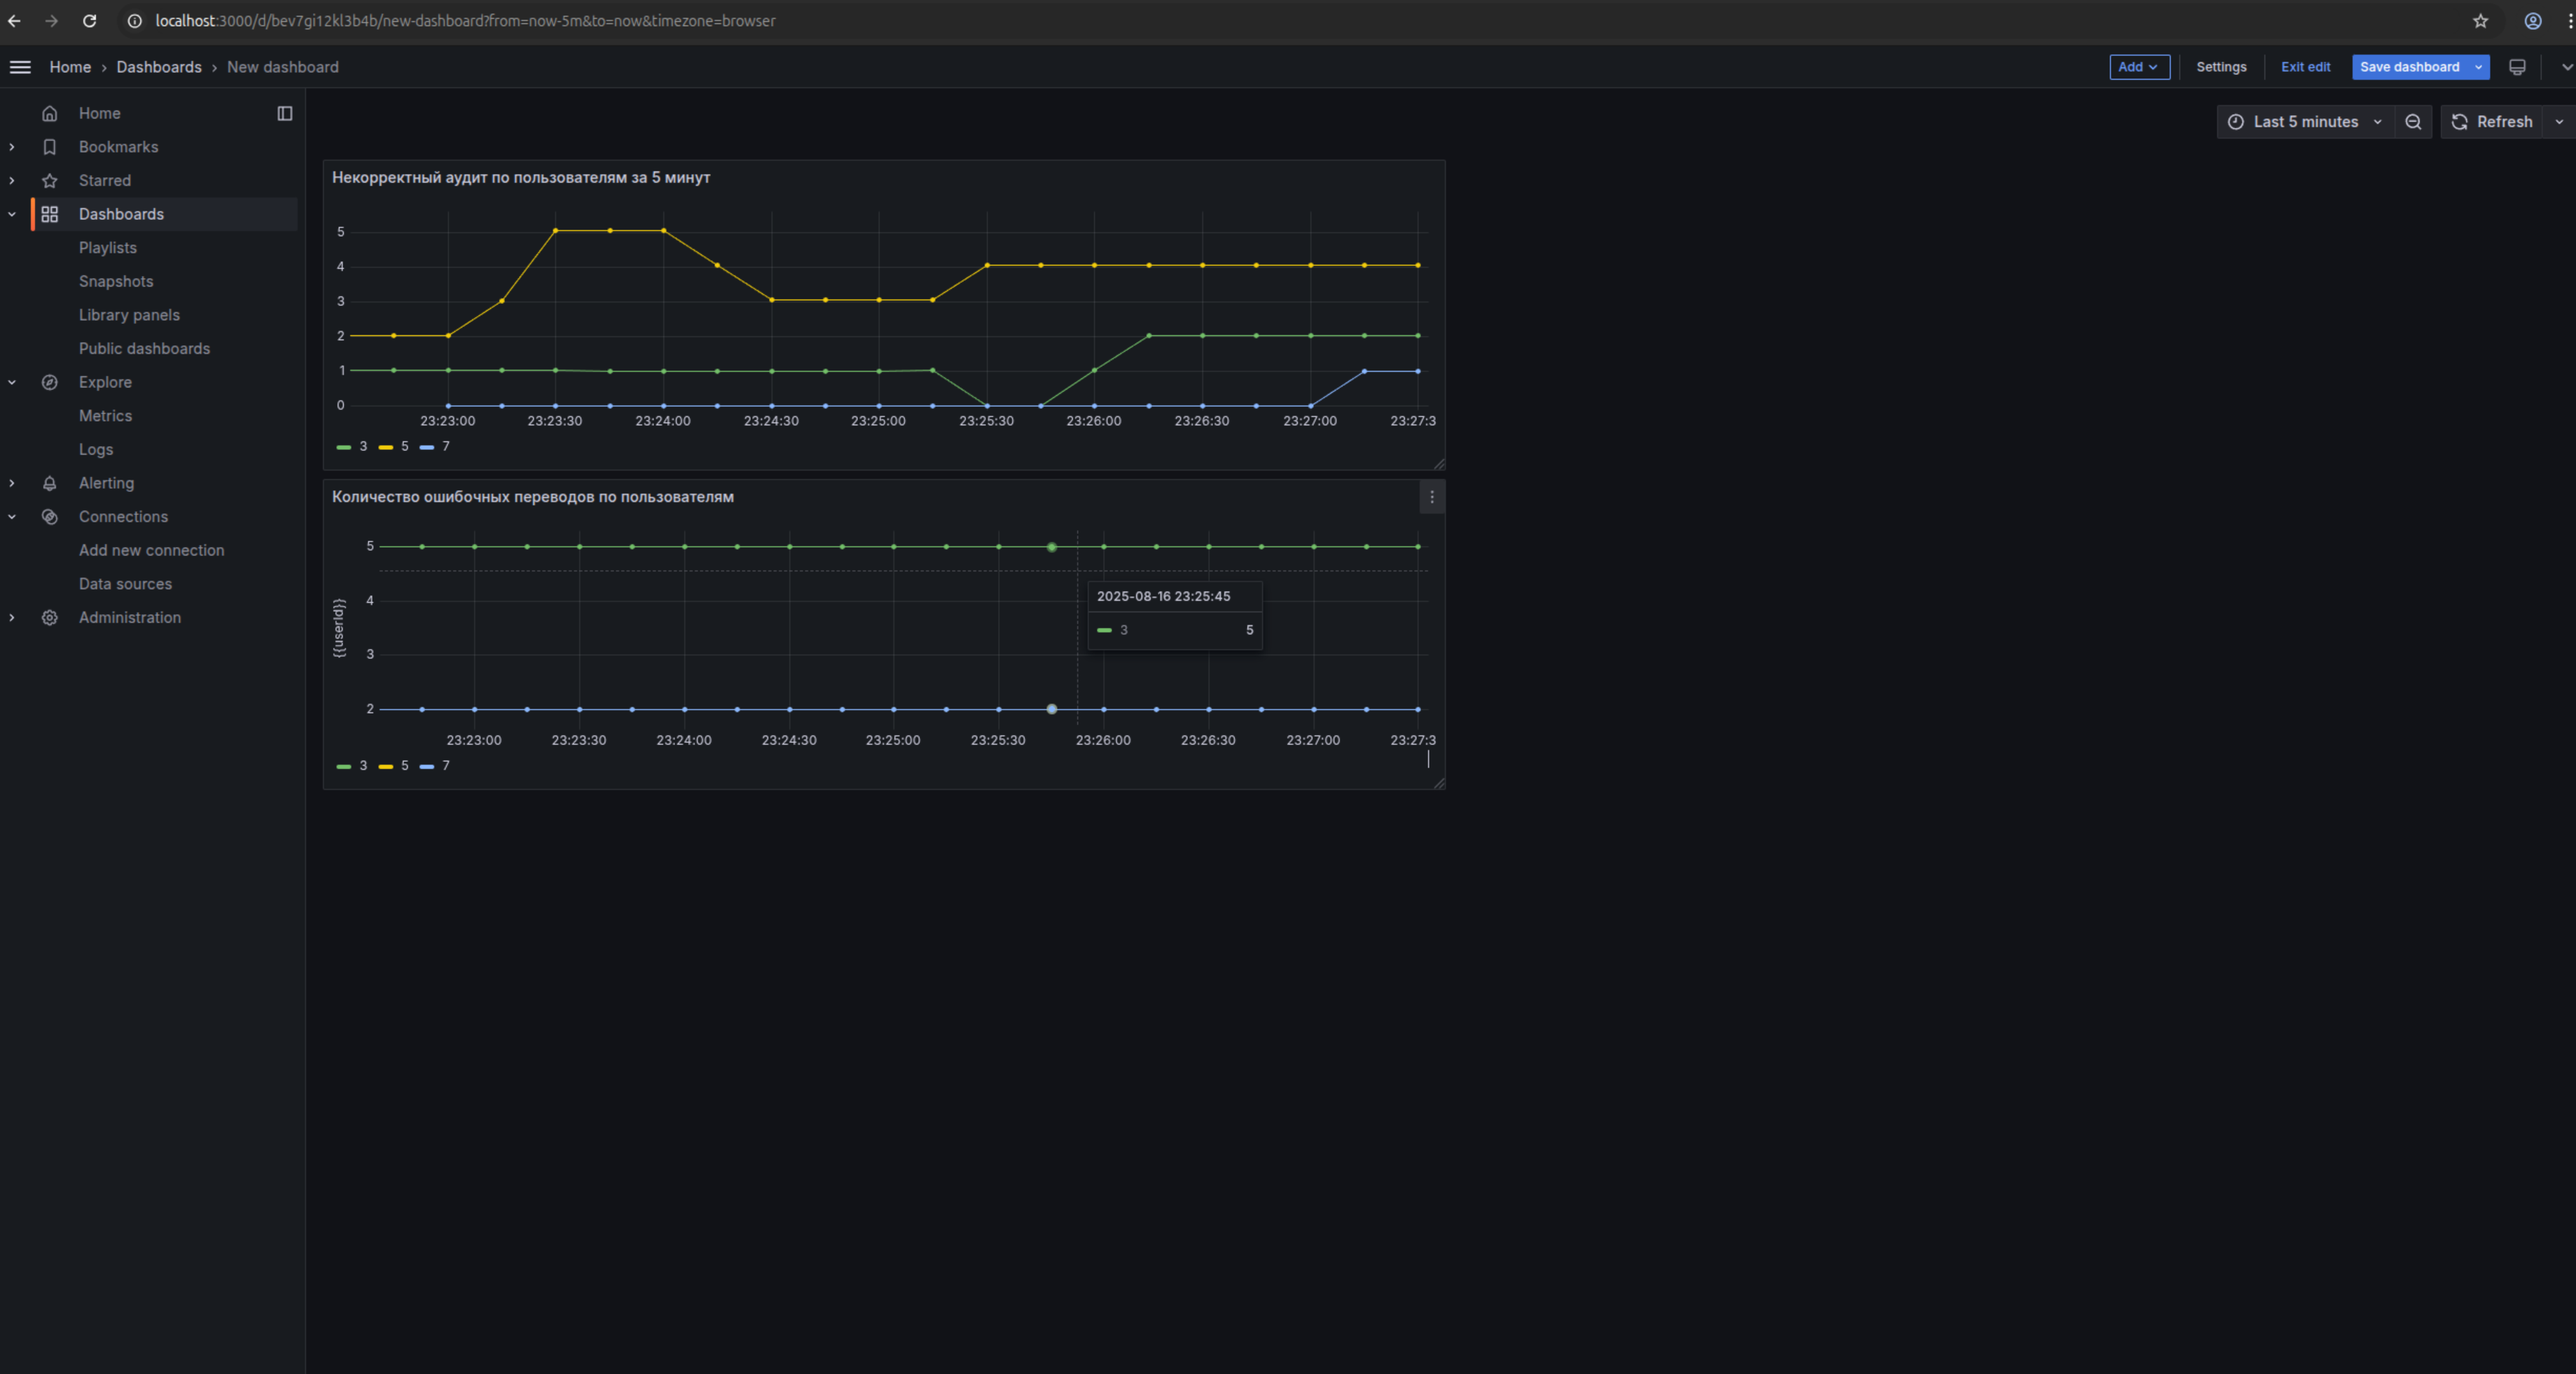 localhost:3000/d/bev7gi12kl3b4b/new-dashboard?from=now-5m&to=now&timezone=browser
Home › Dashboards › New dashboard
Add
Settings
Exit edit
Save dashboard
Home
Bookmarks
Starred
Dashboards
Playlists
Snapshots
Library panels
Public dashboards
Explore
Metrics
Logs
Alerting
Connections
Add new connection
Data sources
Administration
Last 5 minutes
Refresh
Некорректный аудит по пользователям за 5 минут
5
4
3
2
1
0
23:23:00 23:23:30 23:24:00 23:24:30 23:25:00 23:25:30 23:26:00 23:26:30 23:27:00 23:27:3
3 5 7
Количество ошибочных переводов по пользователям
{{userId}}
5
4
3
2
2025-08-16 23:25:45
3 5
23:23:00 23:23:30 23:24:00 23:24:30 23:25:00 23:25:30 23:26:00 23:26:30 23:27:00 23:27:3
3 5 7